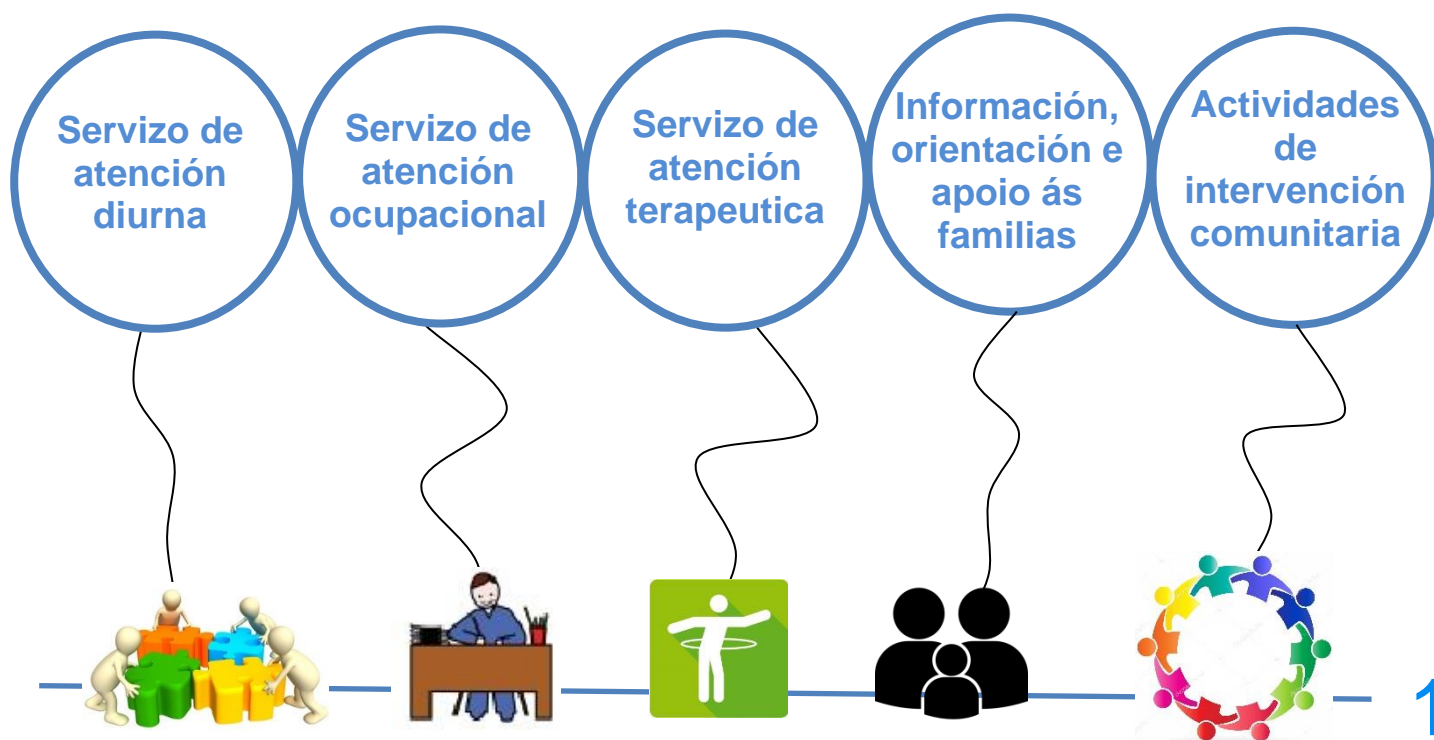 Servizo de
atención
diurna
Servizo de
atención
ocupacional
Servizo de
atención
terapeutica
Información,
orientación e
apoio ás
familias
Actividades
de
intervención
comunitaria
1